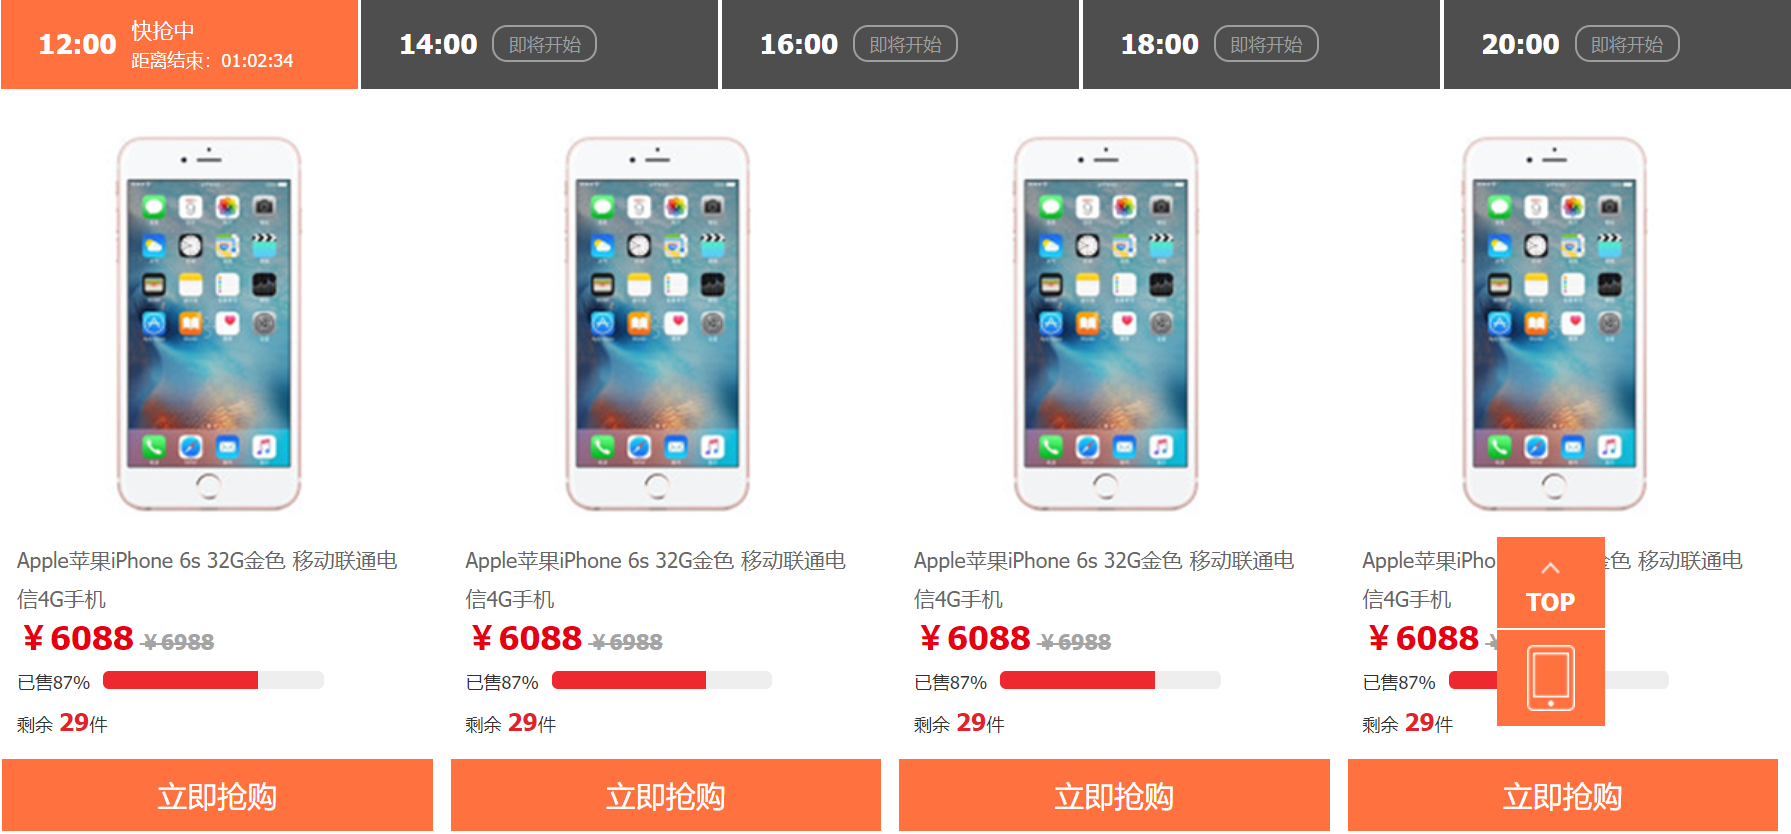 12:00 快抢中
距离结束：01:02:34
14:00 即将开始
16:00 即将开始
18:00 即将开始
20:00 即将开始
Apple苹果iPhone 6s 32G金色 移动联通电
信4G手机
￥6088 ￥6988
已售87%
剩余 29件
立即抢购
Apple苹果iPhone 6s 32G金色 移动联通电
信4G手机
￥6088 ￥6988
已售87%
剩余 29件
立即抢购
Apple苹果iPhone 6s 32G金色 移动联通电
信4G手机
￥6088 ￥6988
已售87%
剩余 29件
立即抢购
Apple苹果iPho 金色 移动联通电
信4G手机
￥6088
已售87%
剩余 29件
立即抢购
TOP